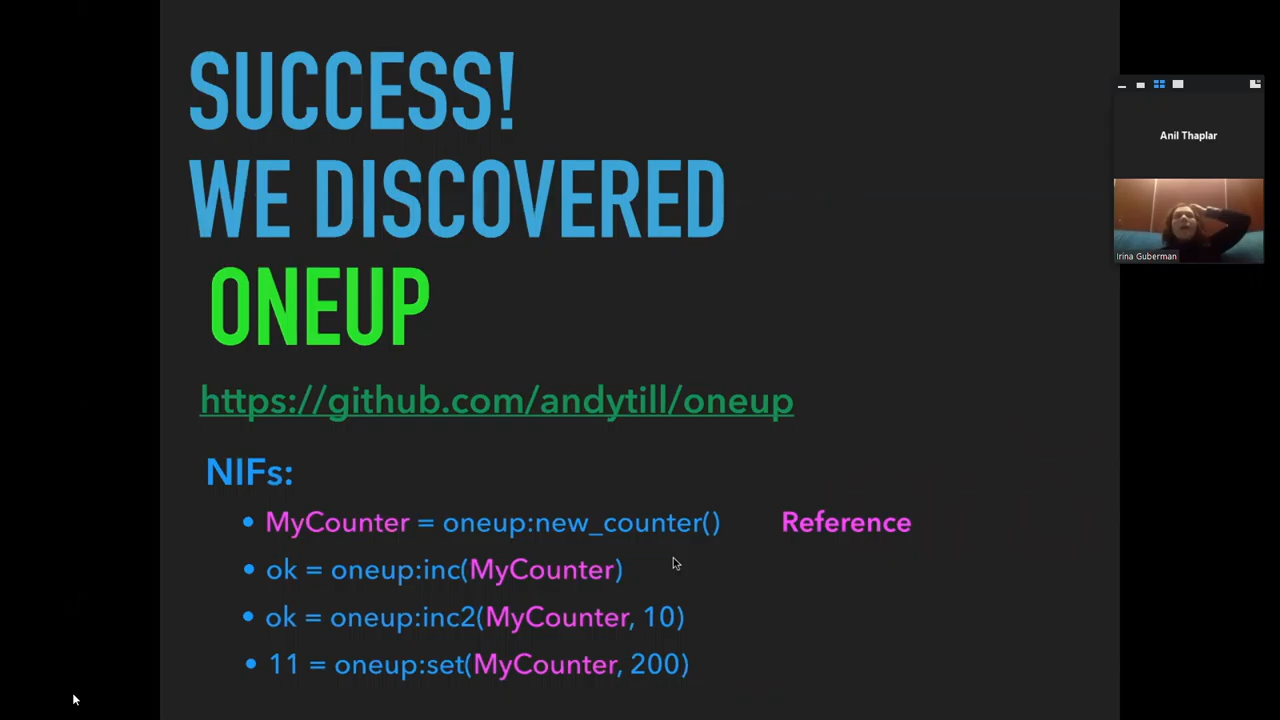 SUCCESS!
WE DISCOVERED
ONEUP
https://github.com/andytill/oneup
NIFs:
• MyCounter = oneup:new_counter() Reference
• ok = oneup:inc(MyCounter)
• ok = oneup:inc2(MyCounter, 10)
• 11 = oneup:set(MyCounter, 200)
Anil Thaplar
Irina Guberman